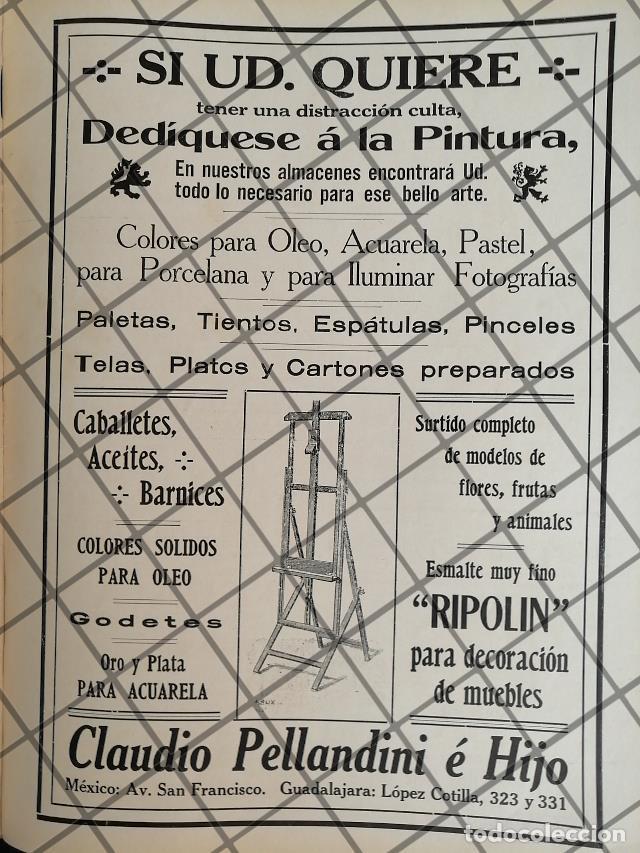 -:- SI UD. QUIERE -:-
tener una distracción culta,
Dedíquese á la Pintura,
En nuestros almacenes encontrará Ud.
todo lo necesario para ese bello arte.
Colores para Oleo, Acuarela, Pastel,
para Porcelana y para Iluminar Fotografías
Paletas, Tientos, Espátulas, Pinceles
Telas, Platos y Cartones preparados
Caballetes,
Aceites, -:-
-:- Barnices
COLORES SOLIDOS
PARA OLEO
Godetes
Oro y Plata
PARA ACUARELA
Surtido completo
de modelos de
flores, frutas
y animales
Esmalte muy fino
"RIPOLIN"
para decoración
de muebles
Claudio Pellandini é Hijo
México: Av. San Francisco. Guadalajara: López Cotilla, 323 y 331
todocoleccion